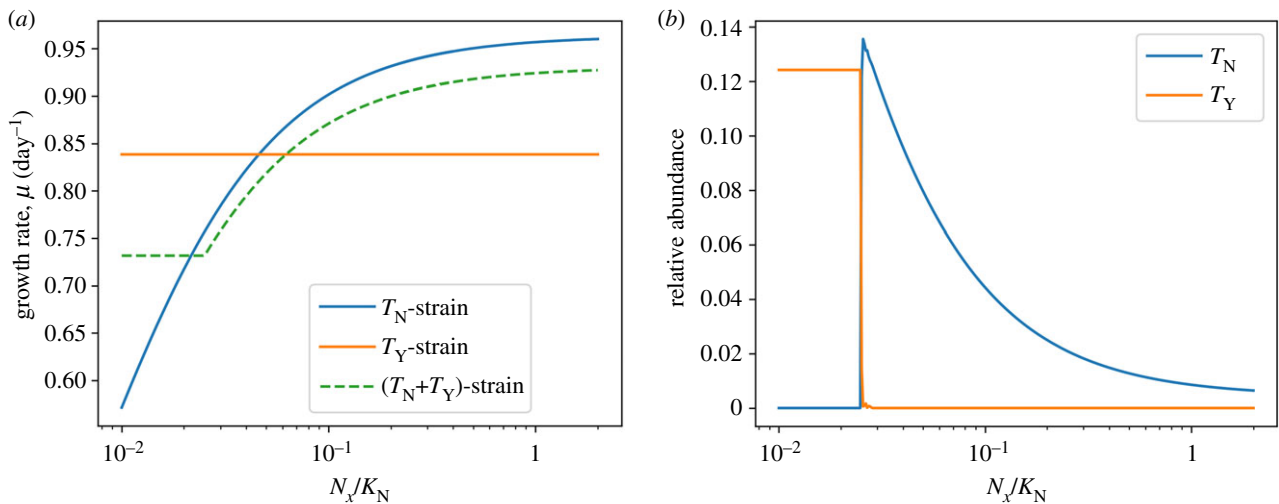 (a)
0.95
0.90
0.85
0.80
0.75
0.70
0.65
0.60
growth rate, μ (day⁻¹)
T_N-strain
T_Y-strain
(T_N+T_Y)-strain
10⁻²
10⁻¹
1
N_x/K_N
(b)
0.14
0.12
0.10
0.08
0.06
0.04
0.02
0
relative abundance
T_N
T_Y
10⁻²
10⁻¹
1
N_x/K_N